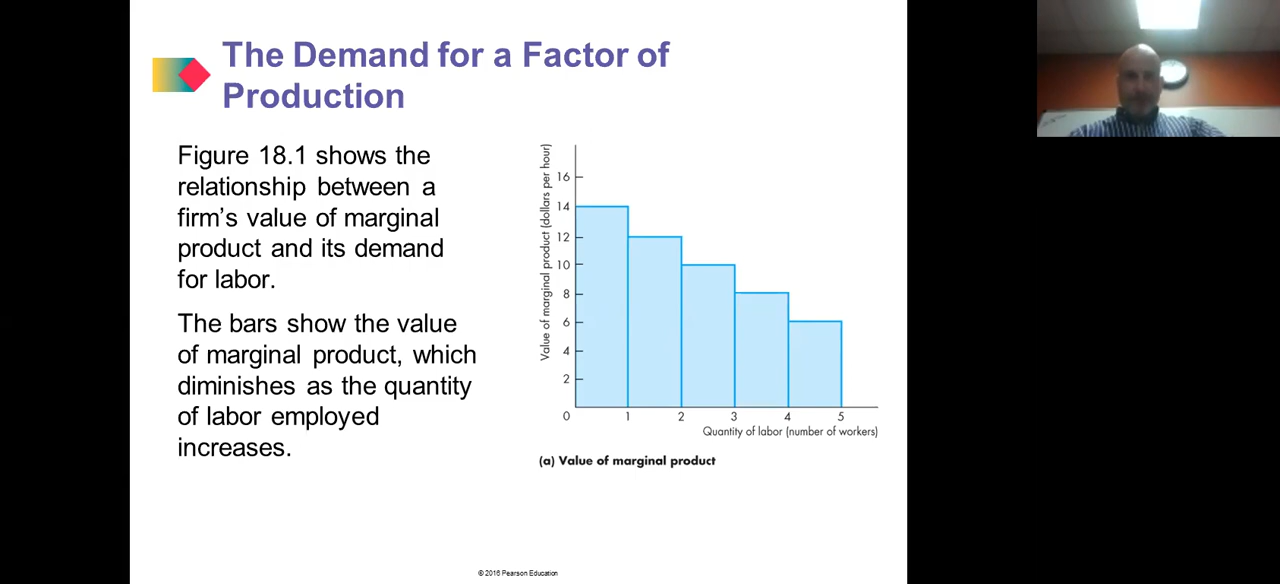 The Demand for a Factor of
Production
Figure 18.1 shows the
relationship between a
firm's value of marginal
product and its demand
for labor.
The bars show the value
of marginal product, which
diminishes as the quantity
of labor employed
increases.
Value of marginal product (dollars per hour)
16
14
12
10
8
6
4
2
0 1 2 3 4 5
Quantity of labor (number of workers)
(a) Value of marginal product
© 2016 Pearson Education